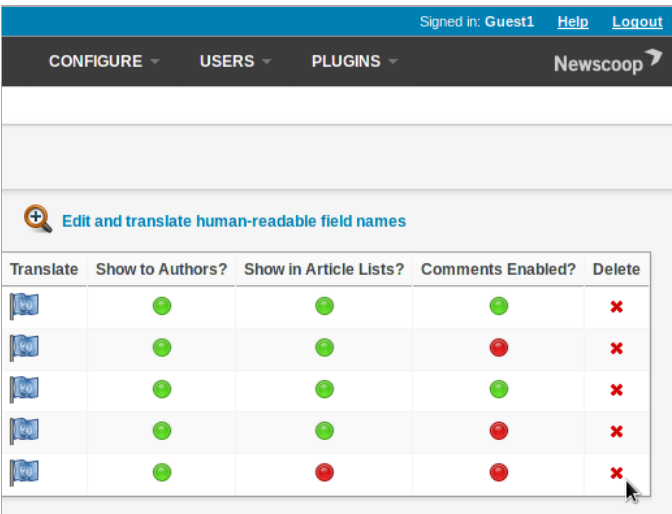 Signed in: Guest1 Help Logout
CONFIGURE USERS PLUGINS Newscoop
Edit and translate human-readable field names
Translate Show to Authors? Show in Article Lists? Comments Enabled? Delete